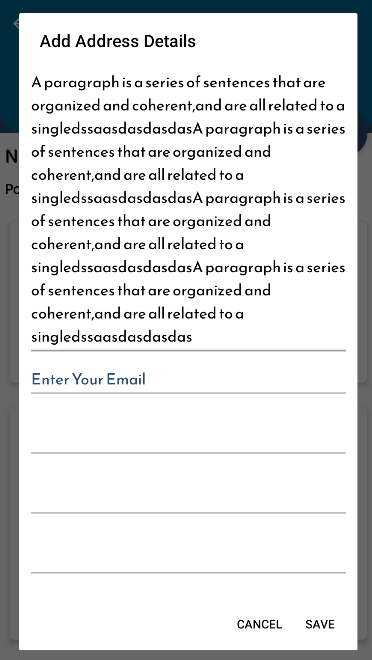 Add Address Details
A paragraph is a series of sentences that are
organized and coherent,and are all related to a
singledssaasdasdasdasA paragraph is a series
of sentences that are organized and
coherent,and are all related to a
singledssaasdasdasdasA paragraph is a series
of sentences that are organized and
coherent,and are all related to a
singledssaasdasdasdasA paragraph is a series
of sentences that are organized and
coherent,and are all related to a
singledssaasdasdasdas
Enter Your Email
CANCEL SAVE